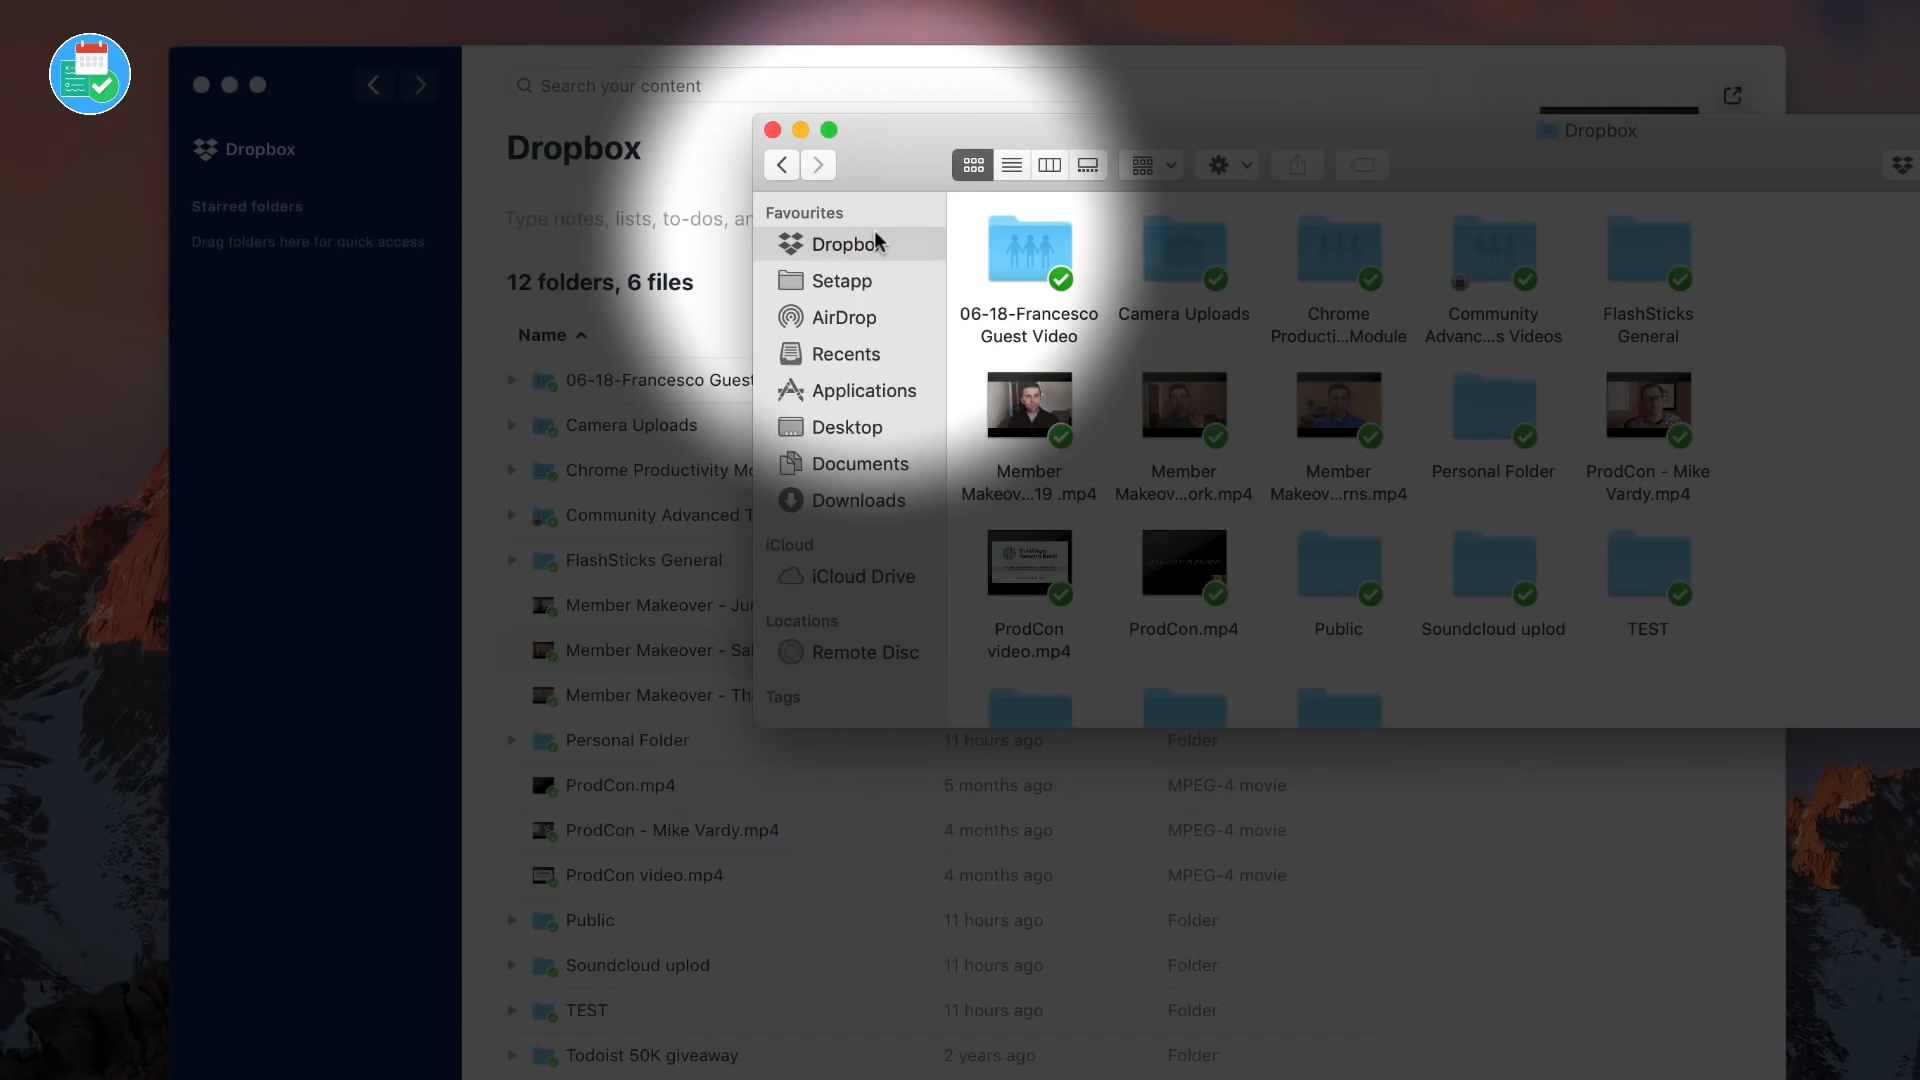 Search your content
Dropbox
Dropbox
Starred folders
Drag folders here for quick access
Type notes, lists, to-dos, an
12 folders, 6 files
Name
06-18-Francesco Guest
Camera Uploads
Chrome Productivity Mo
Community Advanced T
FlashSticks General
Member Makeover - Jun
Member Makeover - Sal
Member Makeover - Th
Personal Folder 11 hours ago Folder
ProdCon.mp4 5 months ago MPEG-4 movie
ProdCon - Mike Vardy.mp4 4 months ago MPEG-4 movie
ProdCon video.mp4 4 months ago MPEG-4 movie
Public 11 hours ago Folder
Soundcloud uplod 11 hours ago Folder
TEST 11 hours ago Folder
Todoist 50K giveaway 2 years ago Folder
Dropbox
Favourites
Dropbox
Setapp
AirDrop
Recents
Applications
Desktop
Documents
Downloads
iCloud
iCloud Drive
Locations
Remote Disc
Tags
06-18-Francesco
Guest Video
Camera Uploads
Chrome
Producti...Module
Community
Advanc...s Videos
FlashSticks
General
Member
Makeov...19 .mp4
Member
Makeov...ork.mp4
Member
Makeov...rns.mp4
Personal Folder
ProdCon - Mike
Vardy.mp4
Building a
Second Brain
ProdCon
video.mp4
ProdCon.mp4
Public
Soundcloud uplod
TEST